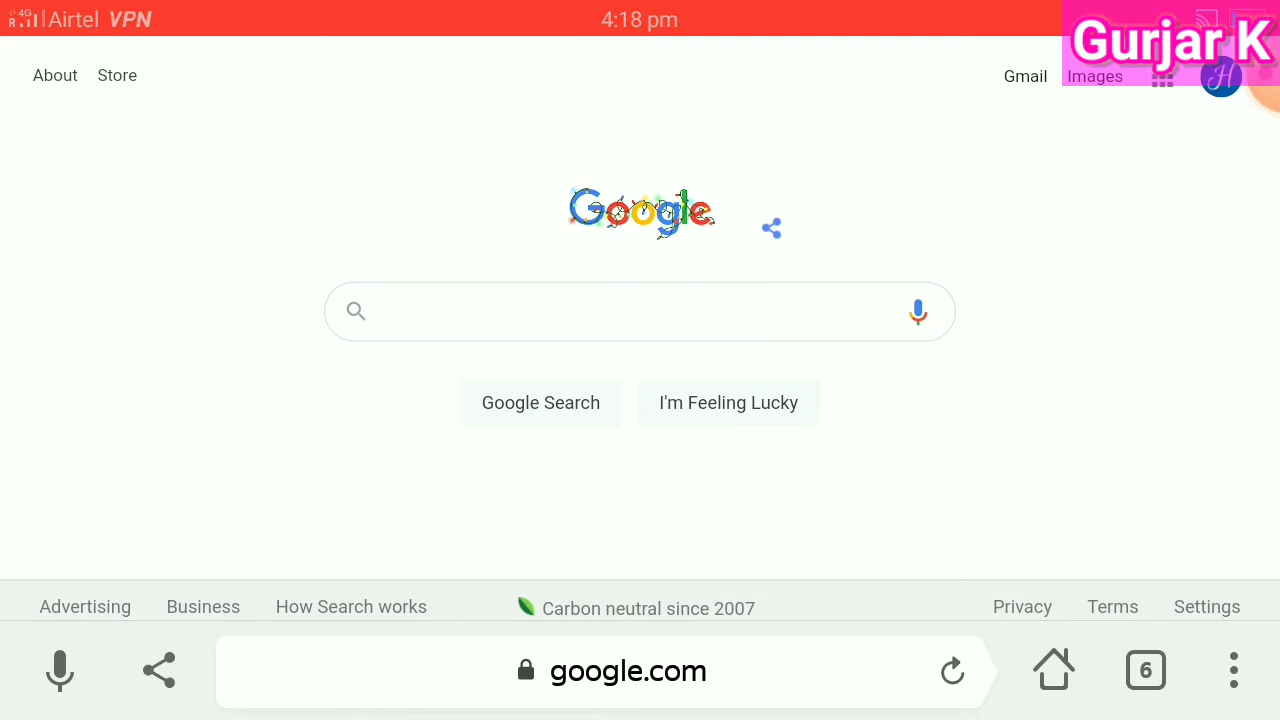 4G
R Airtel VPN 4:18 pm
Gurjar K
About Store Gmail Images H
Google
Google Search I'm Feeling Lucky
Advertising Business How Search works Carbon neutral since 2007 Privacy Terms Settings
google.com 6